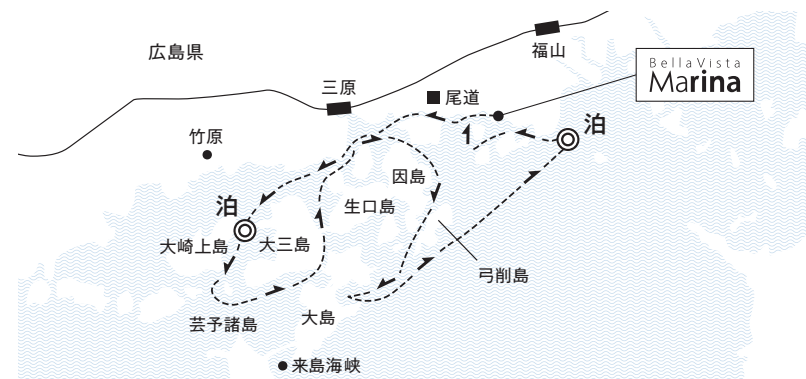 広島県
福山
BellaVista
Marina
三原
尾道
竹原
泊
因島
生口島
泊
大崎上島
大三島
弓削島
芸予諸島
大島
来島海峡